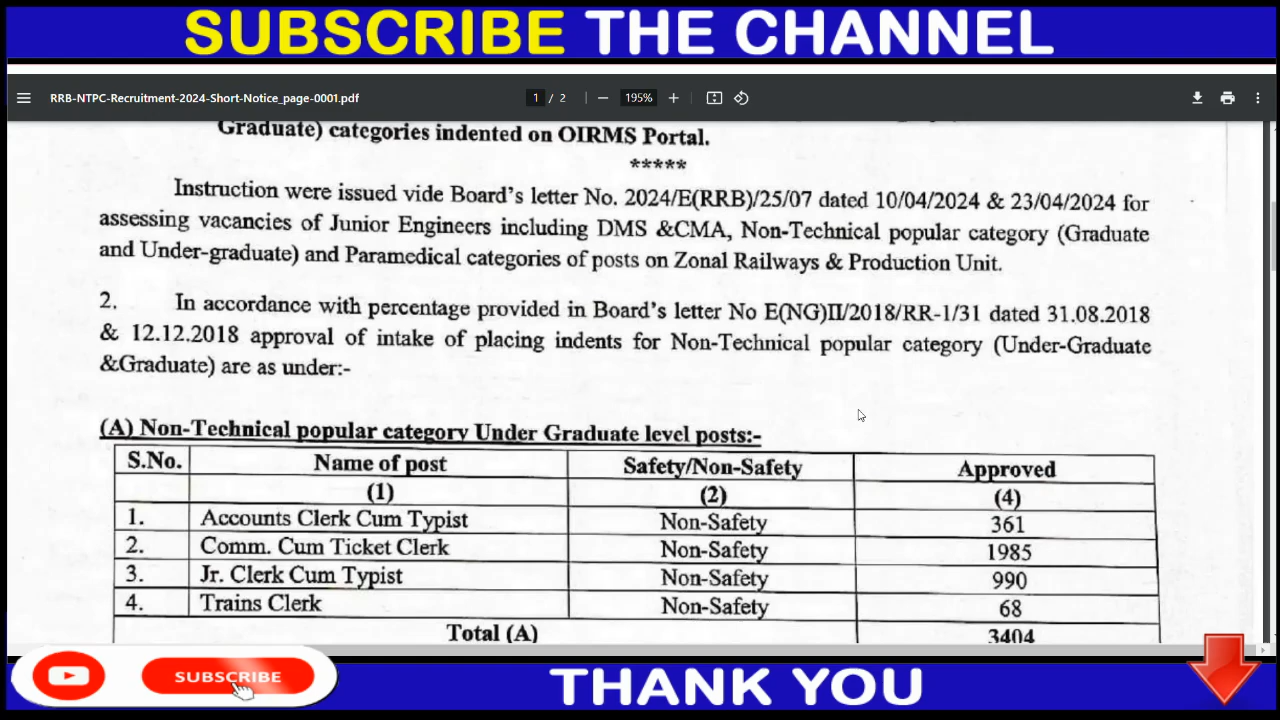 SUBSCRIBE THE CHANNEL
RRB-NTPC-Recruitment-2024-Short-Notice_page-0001.pdf
1 / 2
195%
Graduate) categories indented on OIRMS Portal.
*****
Instruction were issued vide Board's letter No. 2024/E(RRB)/25/07 dated 10/04/2024 & 23/04/2024 for
assessing vacancies of Junior Engineers including DMS &CMA, Non-Technical popular category (Graduate
and Under-graduate) and Paramedical categories of posts on Zonal Railways & Production Unit.
2. In accordance with percentage provided in Board's letter No E(NG)II/2018/RR-1/31 dated 31.08.2018
& 12.12.2018 approval of intake of placing indents for Non-Technical popular category (Under-Graduate
&Graduate) are as under:-
(A) Non-Technical popular category Under Graduate level posts:-
S.No. Name of post Safety/Non-Safety Approved
(1) (2) (4)
1. Accounts Clerk Cum Typist Non-Safety 361
2. Comm. Cum Ticket Clerk Non-Safety 1985
3. Jr. Clerk Cum Typist Non-Safety 990
4. Trains Clerk Non-Safety 68
Total (A) 3404
SUBSCRIBE
THANK YOU